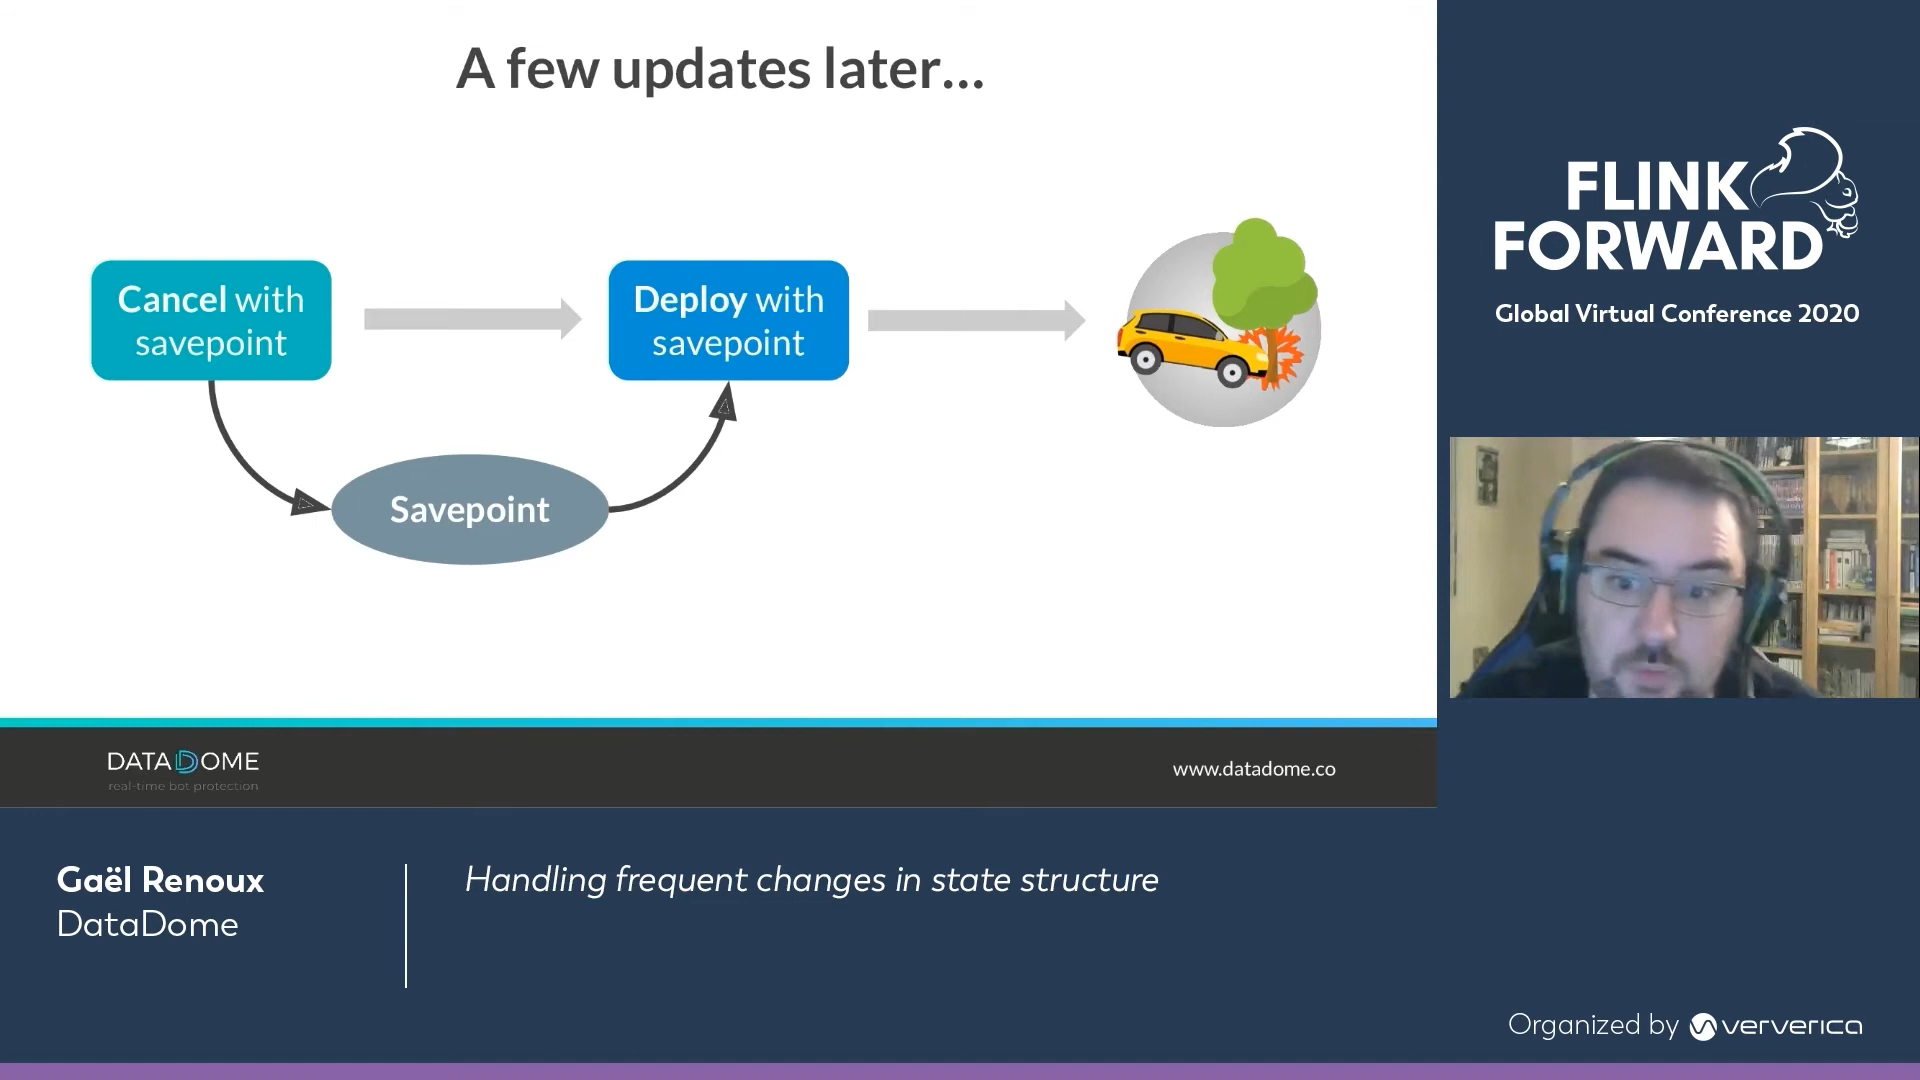 A few updates later...
Cancel with
savepoint
Deploy with
savepoint
Savepoint
DATADOME
real-time bot protection
www.datadome.co
FLINK
FORWARD
Global Virtual Conference 2020
Gaël Renoux
DataDome
Handling frequent changes in state structure
Organized by ververica